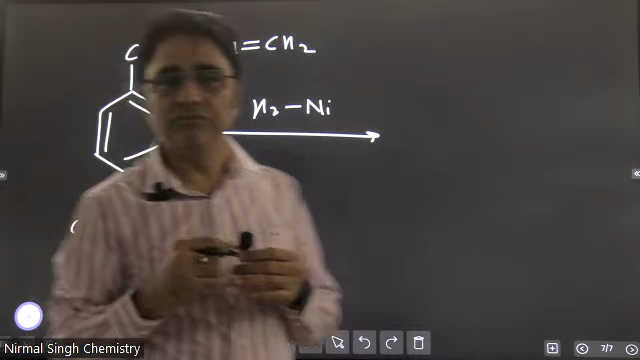 C =CH₂
H₂—Ni
Nirmal Singh Chemistry
7/7